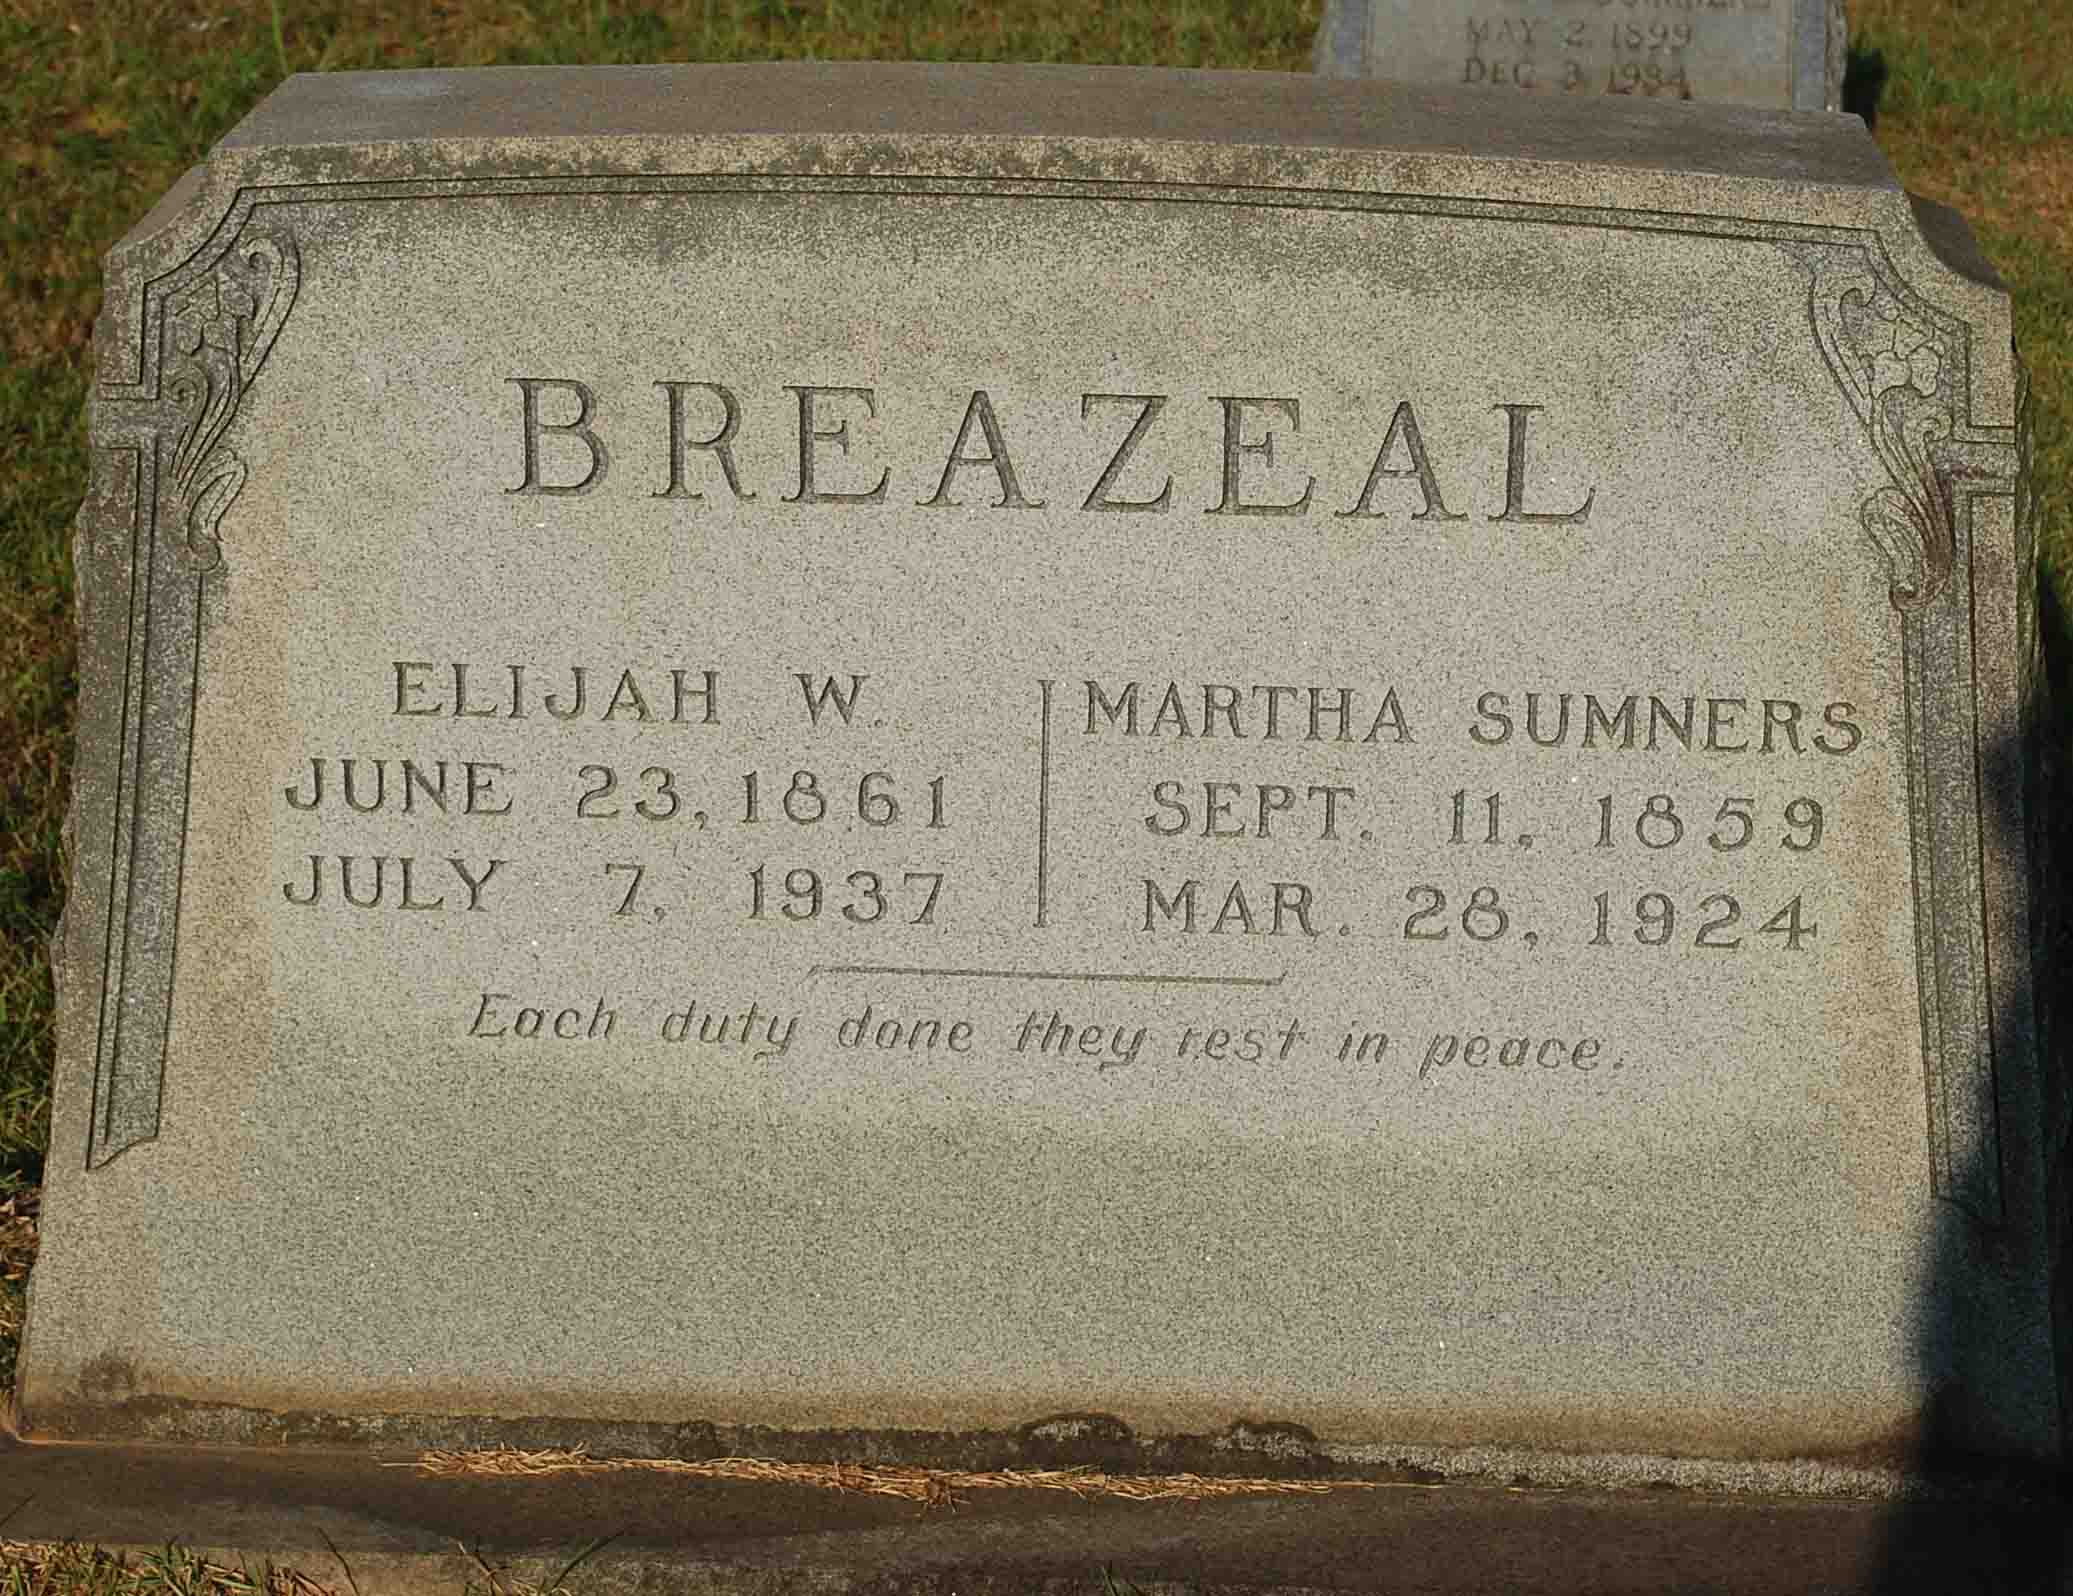 MAY 2, 1899
DEC 3, 1984
BREAZEAL
ELIJAH W.
JUNE 23, 1861
JULY 7, 1937
MARTHA SUMNERS
SEPT. 11, 1859
MAR. 28, 1924
Each duty done they rest in peace.